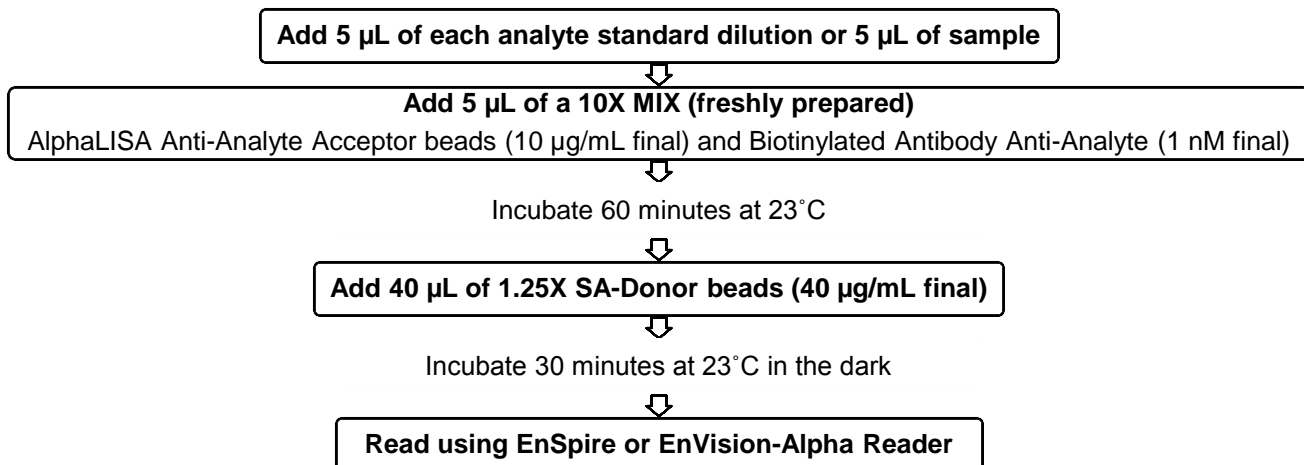 Add 5 µL of each analyte standard dilution or 5 µL of sample
Add 5 µL of a 10X MIX (freshly prepared)
AlphaLISA Anti-Analyte Acceptor beads (10 µg/mL final) and Biotinylated Antibody Anti-Analyte (1 nM final)
Incubate 60 minutes at 23˚C
Add 40 µL of 1.25X SA-Donor beads (40 µg/mL final)
Incubate 30 minutes at 23˚C in the dark
Read using EnSpire or EnVision-Alpha Reader